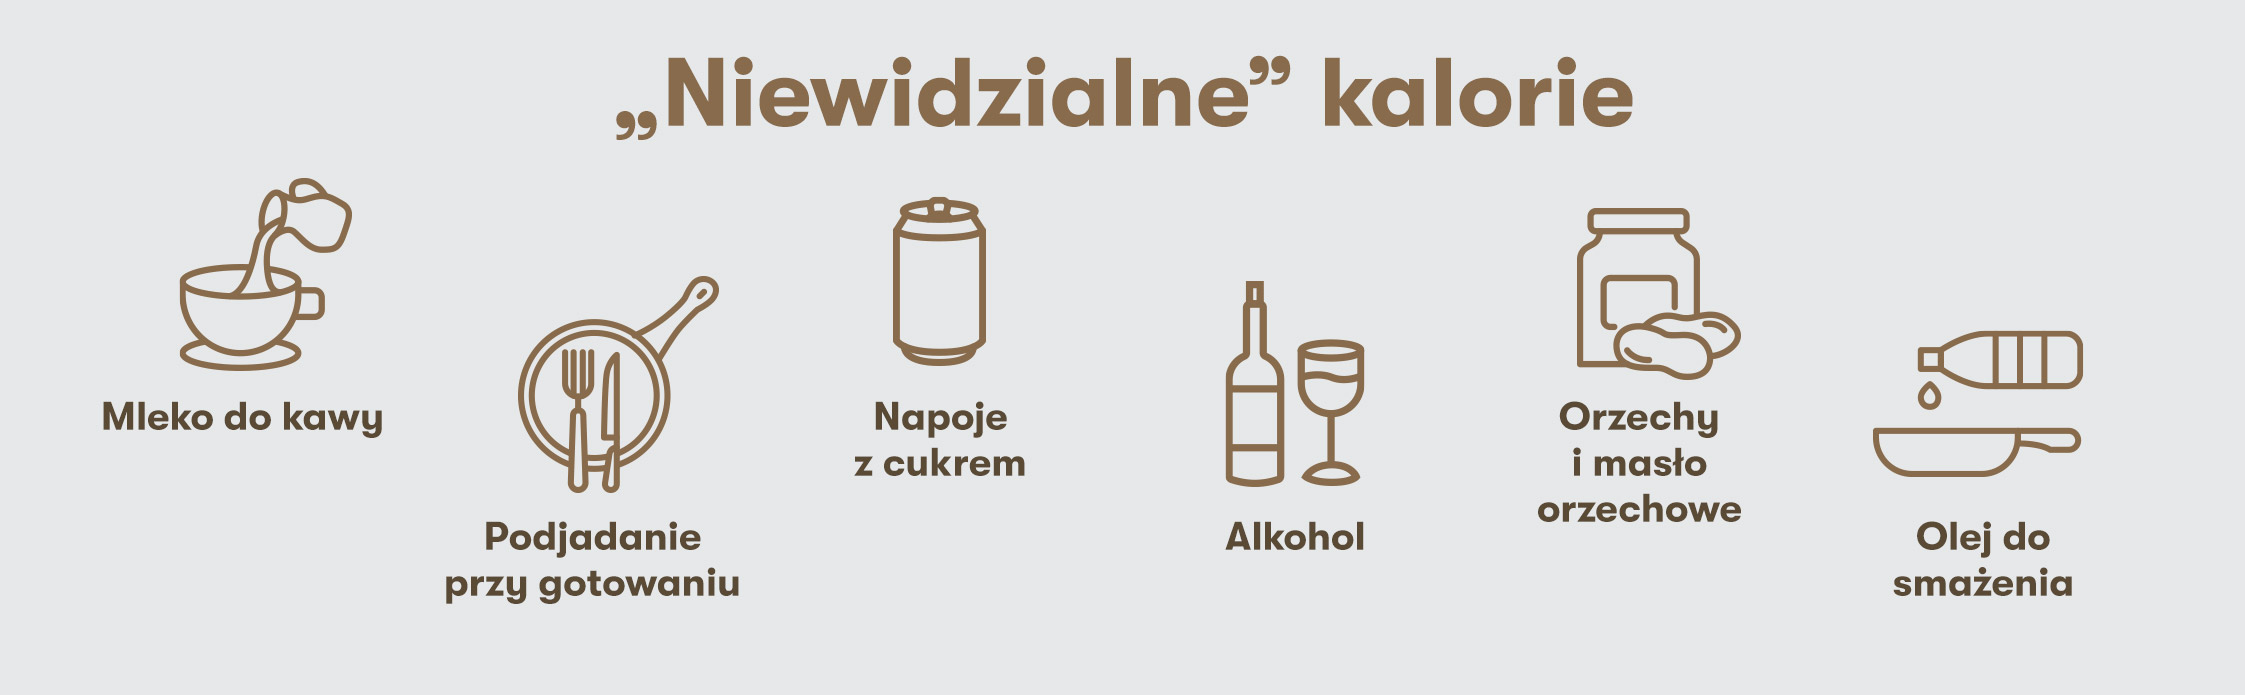 „Niewidzialne” kalorie
Mleko do kawy
Podjadanie
przy gotowaniu
Napoje
z cukrem
Alkohol
Orzechy
i masło
orzechowe
Olej do
smażenia